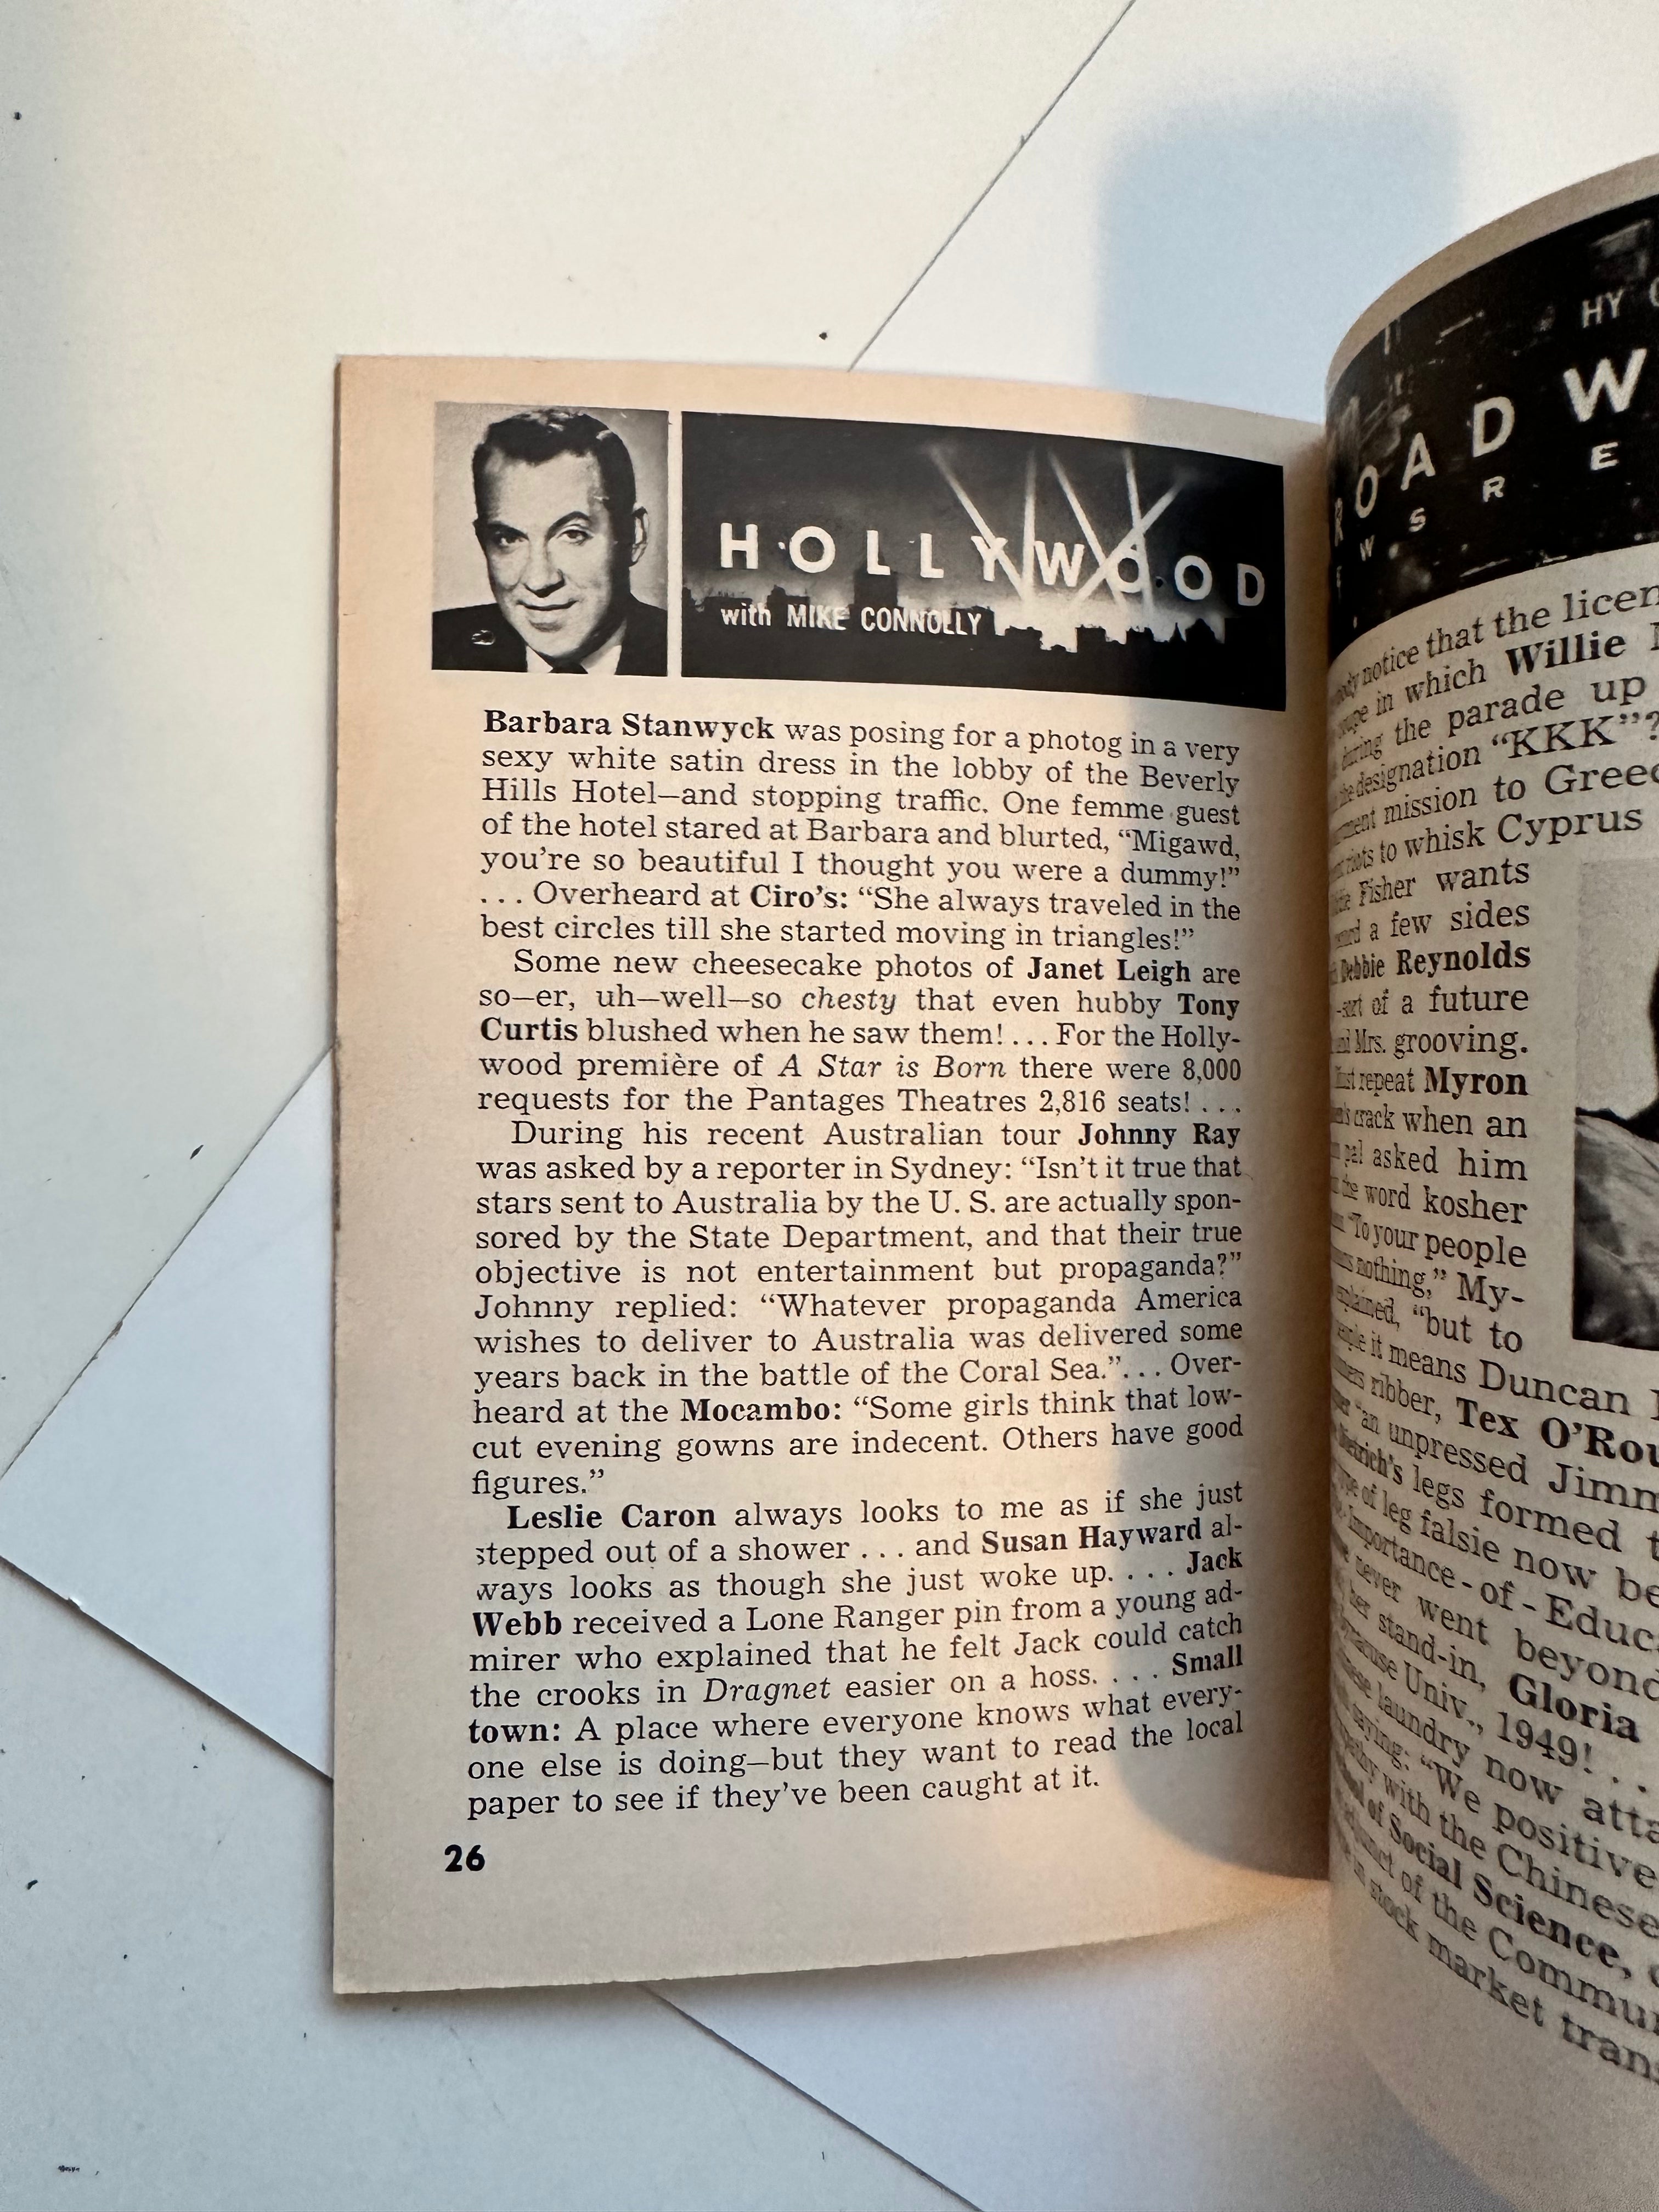 HOLLYWOOD
with MIKE CONNOLLY
Barbara Stanwyck was posing for a photog in a very
sexy white satin dress in the lobby of the Beverly
Hills Hotel—and stopping traffic. One femme guest
of the hotel stared at Barbara and blurted, “Migawd,
you’re so beautiful I thought you were a dummy!”
. . . Overheard at Ciro’s: “She always traveled in the
best circles till she started moving in triangles!”
Some new cheesecake photos of Janet Leigh are
so—er, uh—well—so chesty that even hubby Tony
Curtis blushed when he saw them! . . . For the Holly-
wood première of A Star is Born there were 8,000
requests for the Pantages Theatres 2,816 seats! . . .
During his recent Australian tour Johnny Ray
was asked by a reporter in Sydney: “Isn’t it true that
stars sent to Australia by the U. S. are actually spon-
sored by the State Department, and that their true
objective is not entertainment but propaganda?”
Johnny replied: “Whatever propaganda America
wishes to deliver to Australia was delivered some
years back in the battle of the Coral Sea.”. . . Over-
heard at the Mocambo: “Some girls think that low-
cut evening gowns are indecent. Others have good
figures.”
Leslie Caron always looks to me as if she just
stepped out of a shower . . . and Susan Hayward al-
ways looks as though she just woke up. . . . Jack
Webb received a Lone Ranger pin from a young ad-
mirer who explained that he felt Jack could catch
the crooks in Dragnet easier on a hoss. . . . Small
town: A place where everyone knows what every-
one else is doing—but they want to read the local
paper to see if they’ve been caught at it.
26
HY
ROADW
W S R E
notice that the licen
in which Willie
during the parade up
designation “KKK”?
mission to Greec
riots to whisk Cyprus
Fisher wants
a few sides
Debbie Reynolds
—sort of a future
and Mrs. grooving.
repeat Myron
crack when an
pal asked him
the word kosher
“To your people
nothing,” My-
explained, “but to
it means Duncan
ribber, Tex O’Rou
“an unpressed Jimm
legs formed t
of leg falsie now be
Importance-of-Educ
never went beyond
her stand-in, Gloria
Univ., 1949! . .
laundry now atta
saying: “We positive
with the Chinese
of Social Science,
of the Commu
stock market trans